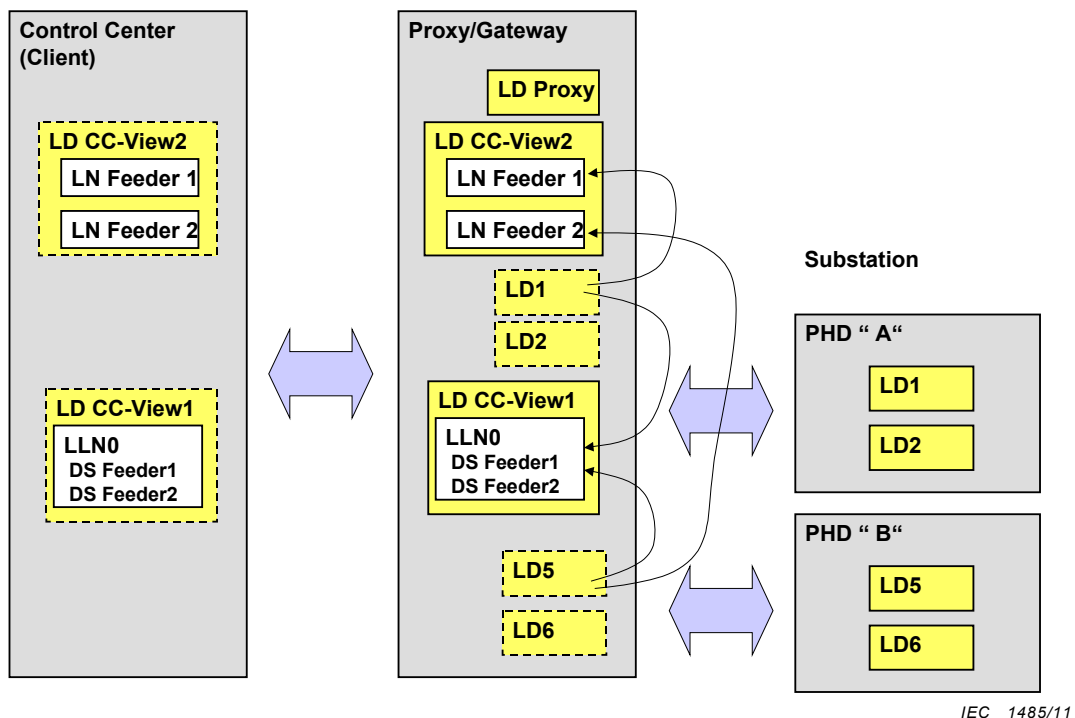 Control Center
(Client)
LD CC-View2
LN Feeder 1
LN Feeder 2
LD CC-View1
LLN0
DS Feeder1
DS Feeder2
Proxy/Gateway
LD Proxy
LD CC-View2
LN Feeder 1
LN Feeder 2
LD1
LD2
LD CC-View1
LLN0
DS Feeder1
DS Feeder2
LD5
LD6
Substation
PHD “ A“
LD1
LD2
PHD “ B“
LD5
LD6
IEC 1485/11